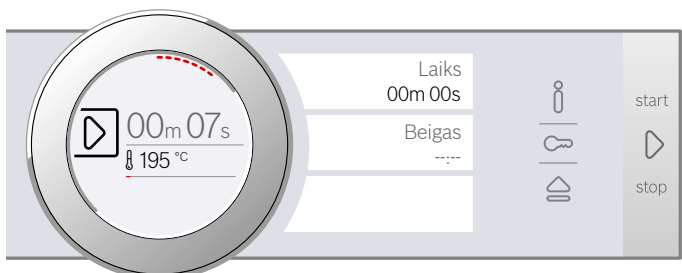 00m 07s
195 °C
Laiks
00m 00s
Beigas
--:--
start
stop